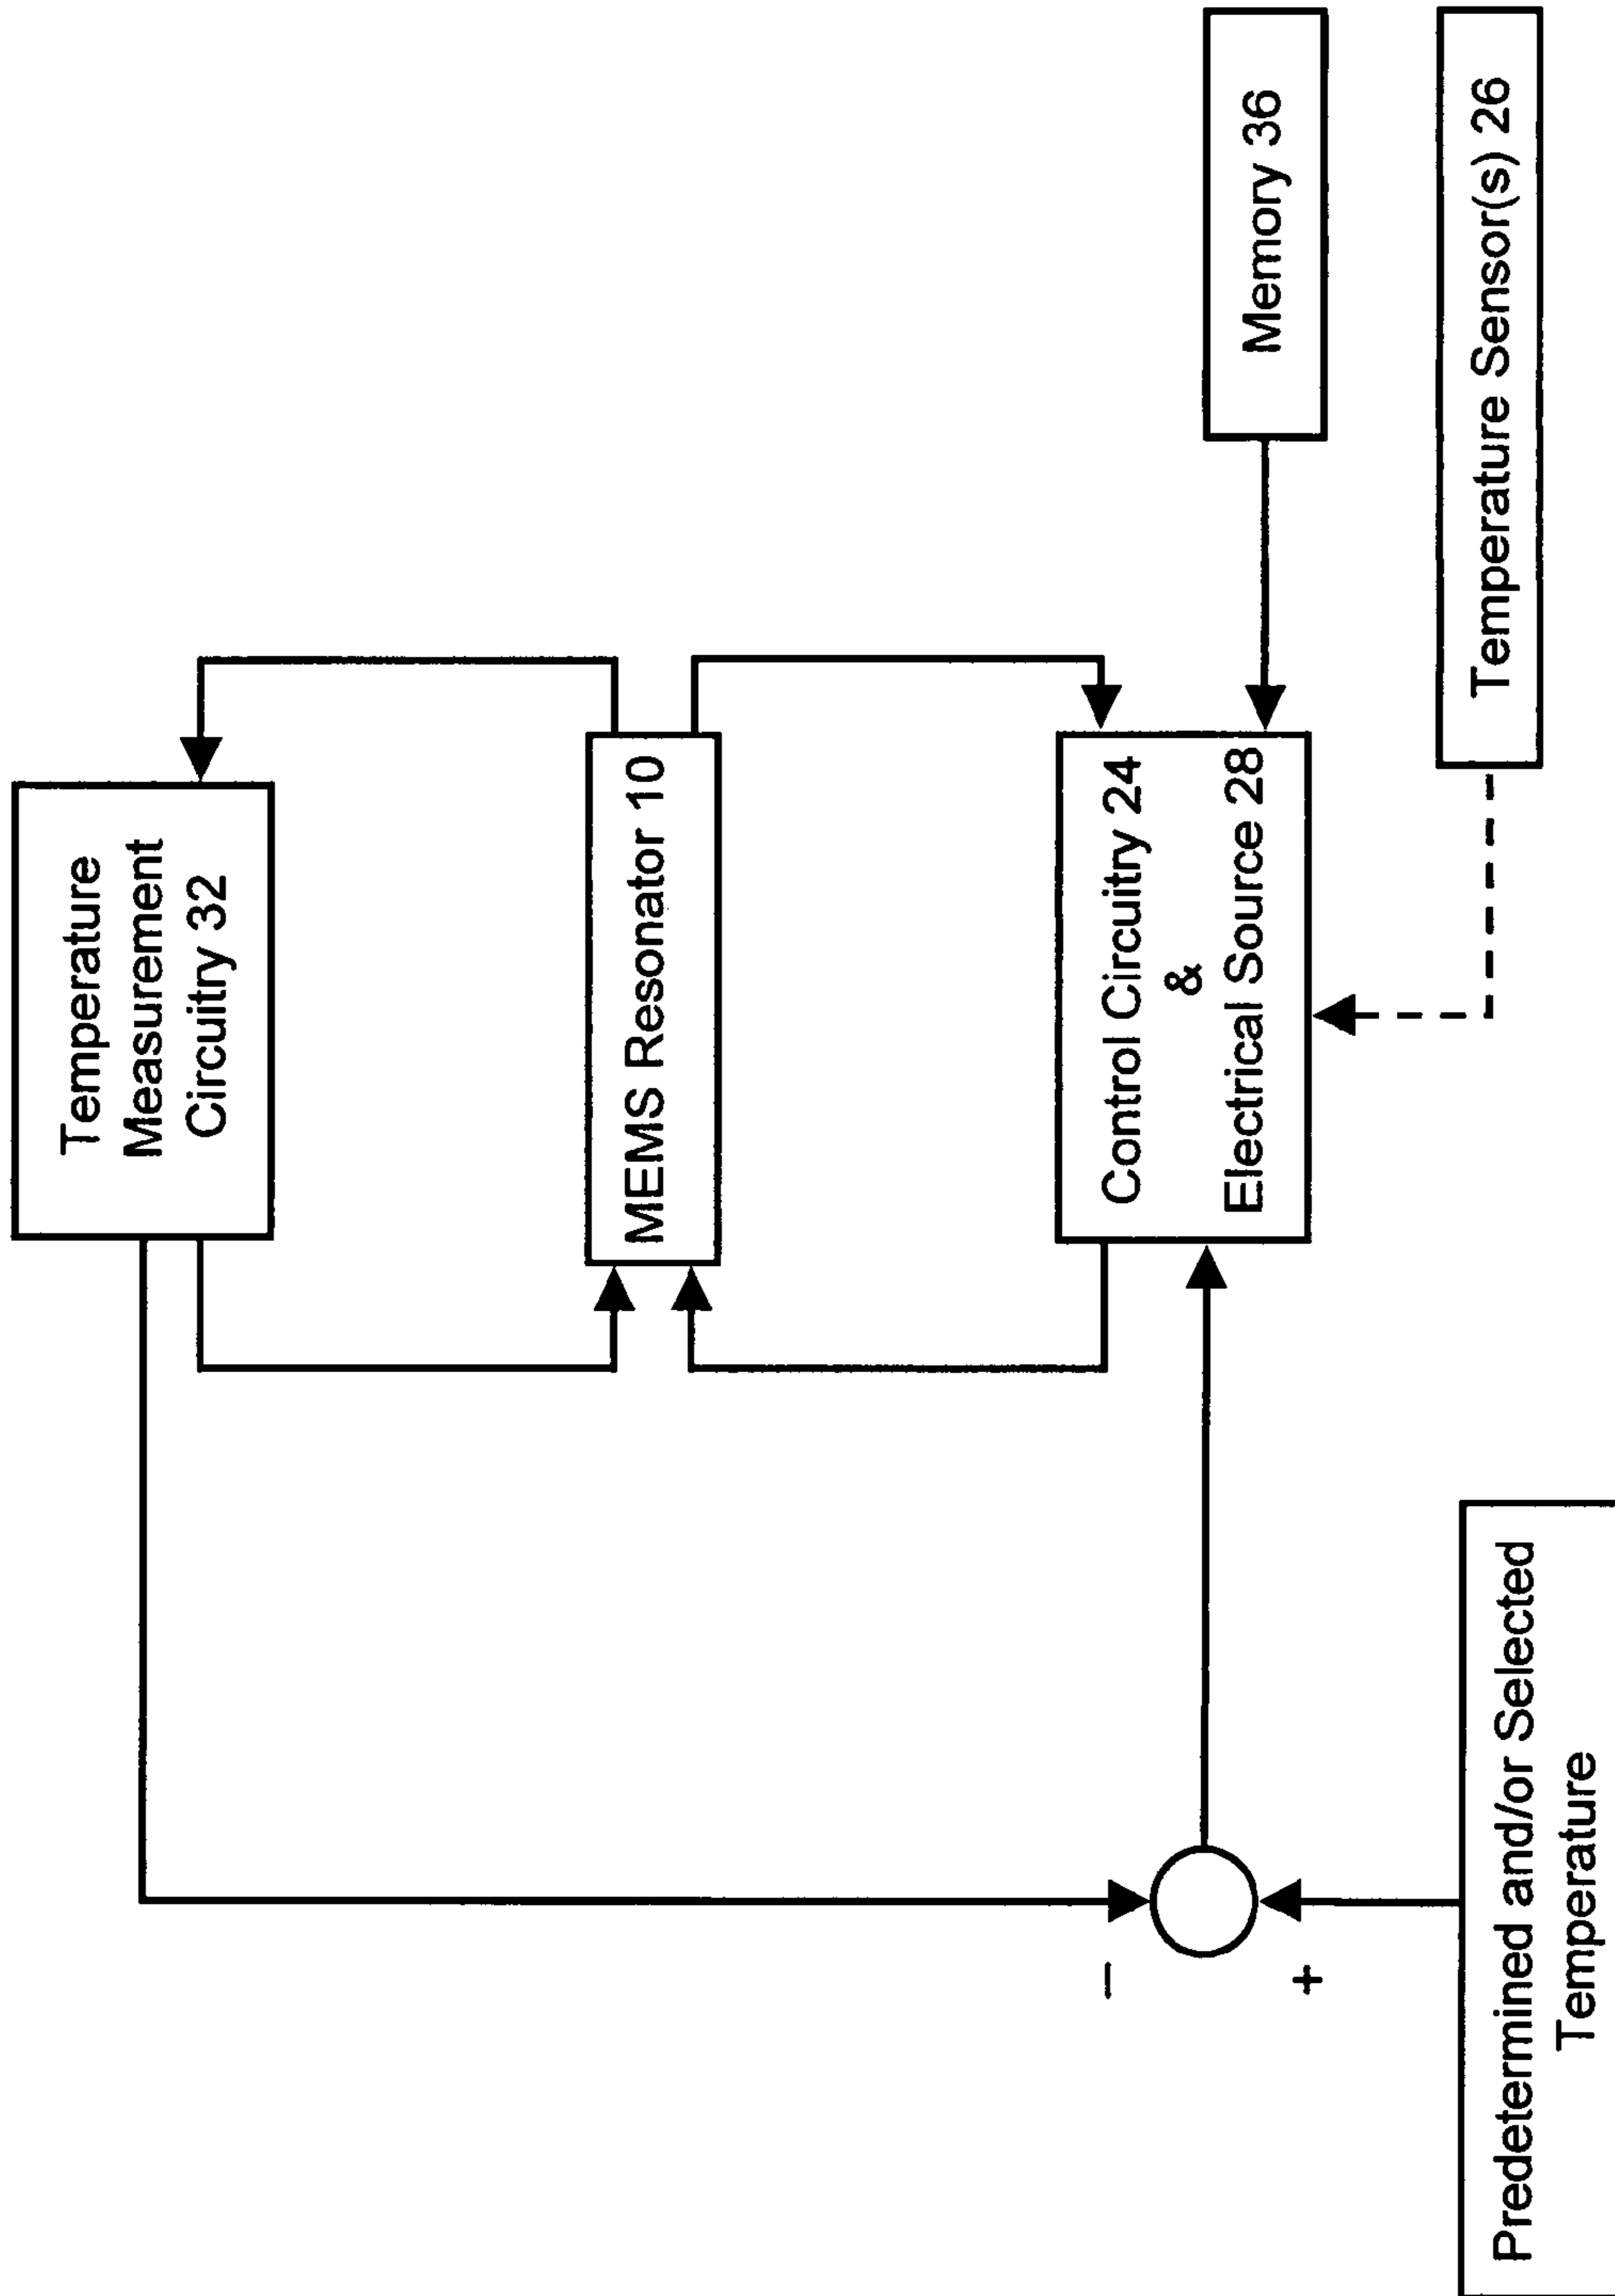 Temperature
Measurement
Circuitry 32
MEMS Resonator 10
Control Circuitry 24
&
Electrical Source 28
Memory 36
Temperature Sensor(s) 26
−
+
Predetermined and/or Selected
Temperature